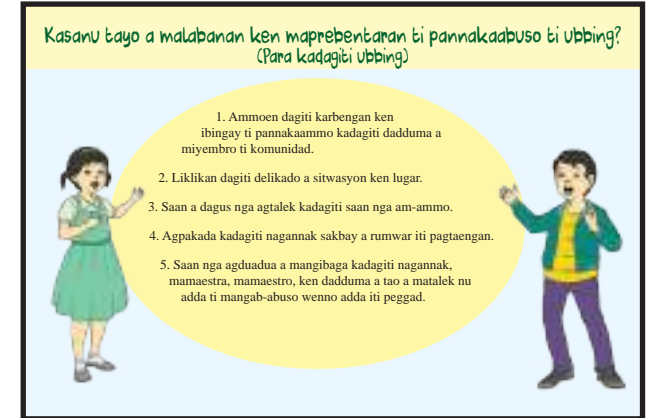 Kasanu tayo a malabanan ken maprebentaran ti pannakaabuso ti ubbing?
(Para kadagiti ubbing)
1. Ammoen dagiti karbengan ken
ibingay ti pannakaammo kadagiti dadduma a
miyembro ti komunidad.
2. Liklikan dagiti delikado a sitwasyon ken lugar.
3. Saan a dagus nga agtalek kadagiti saan nga am-ammo.
4. Agpakada kadagiti nagannak sakbay a rumwar iti pagtaengan.
5. Saan nga agduadua a mangibaga kadagiti nagannak,
mamaestra, mamaestro, ken dadduma a tao a matalek nu
adda ti mangab-abuso wenno adda iti peggad.